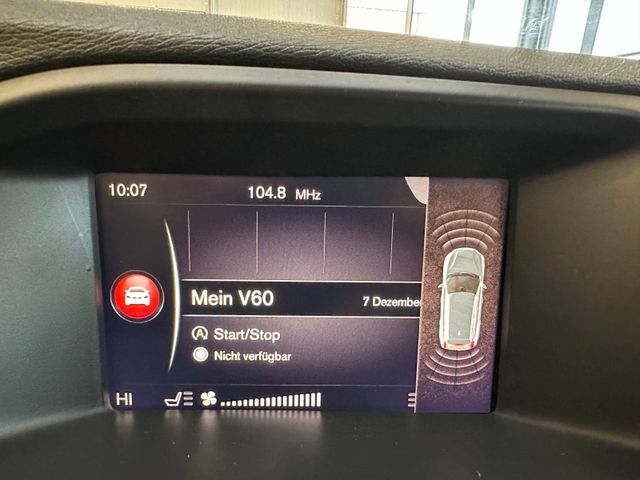 10:07 104.8 MHz
Mein V60 7 Dezember
Start/Stop
Nicht verfügbar
HI